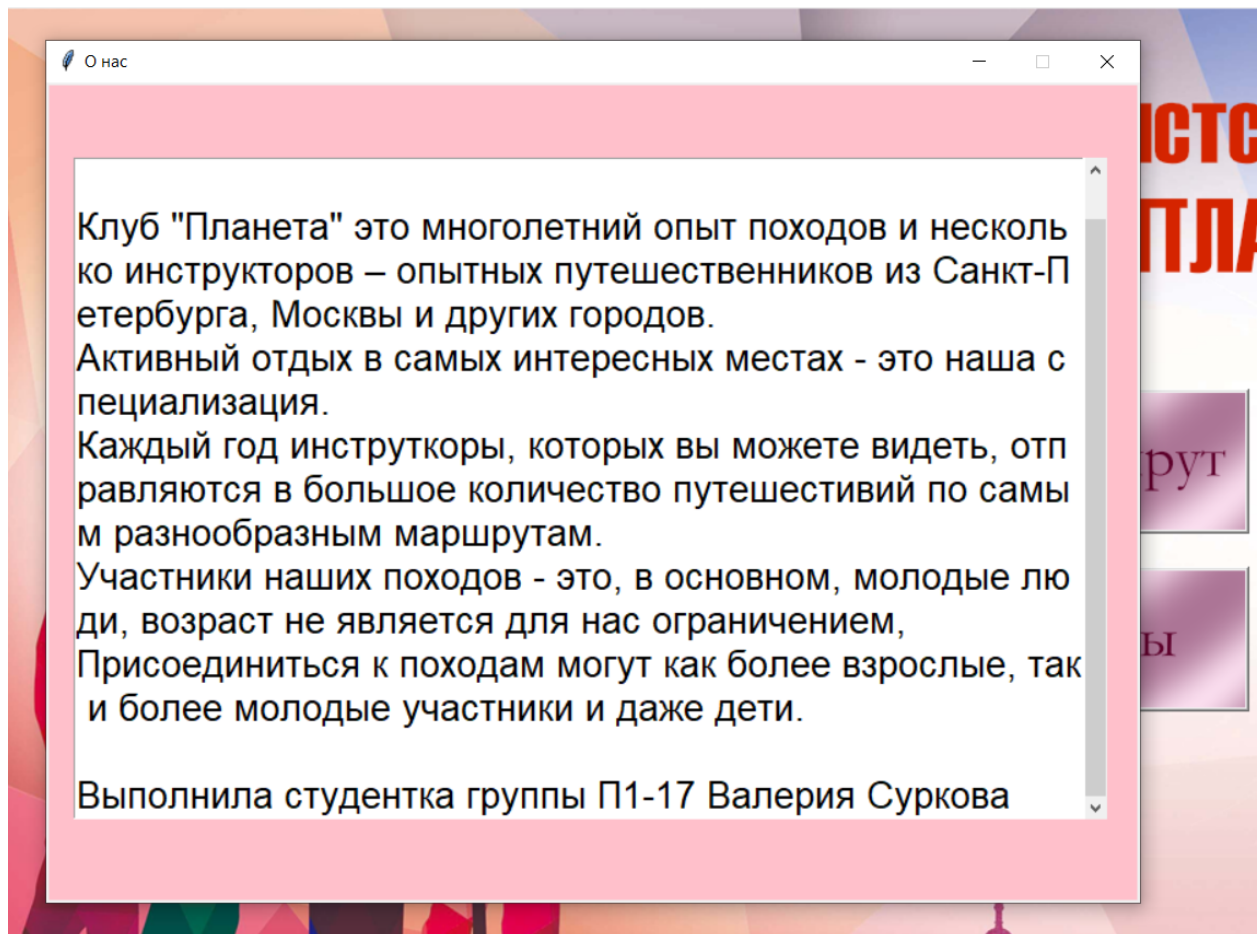 О нас
Клуб "Планета" это многолетний опыт походов и несколь
ко инструкторов – опытных путешественников из Санкт-П
етербурга, Москвы и других городов.
Активный отдых в самых интересных местах - это наша с
пециализация.
Каждый год инструткоры, которых вы можете видеть, отп
равляются в большое количество путешестивий по самы
м разнообразным маршрутам.
Участники наших походов - это, в основном, молодые лю
ди, возраст не является для нас ограничением,
Присоединиться к походам могут как более взрослые, так
и более молодые участники и даже дети.
Выполнила студентка группы П1-17 Валерия Суркова